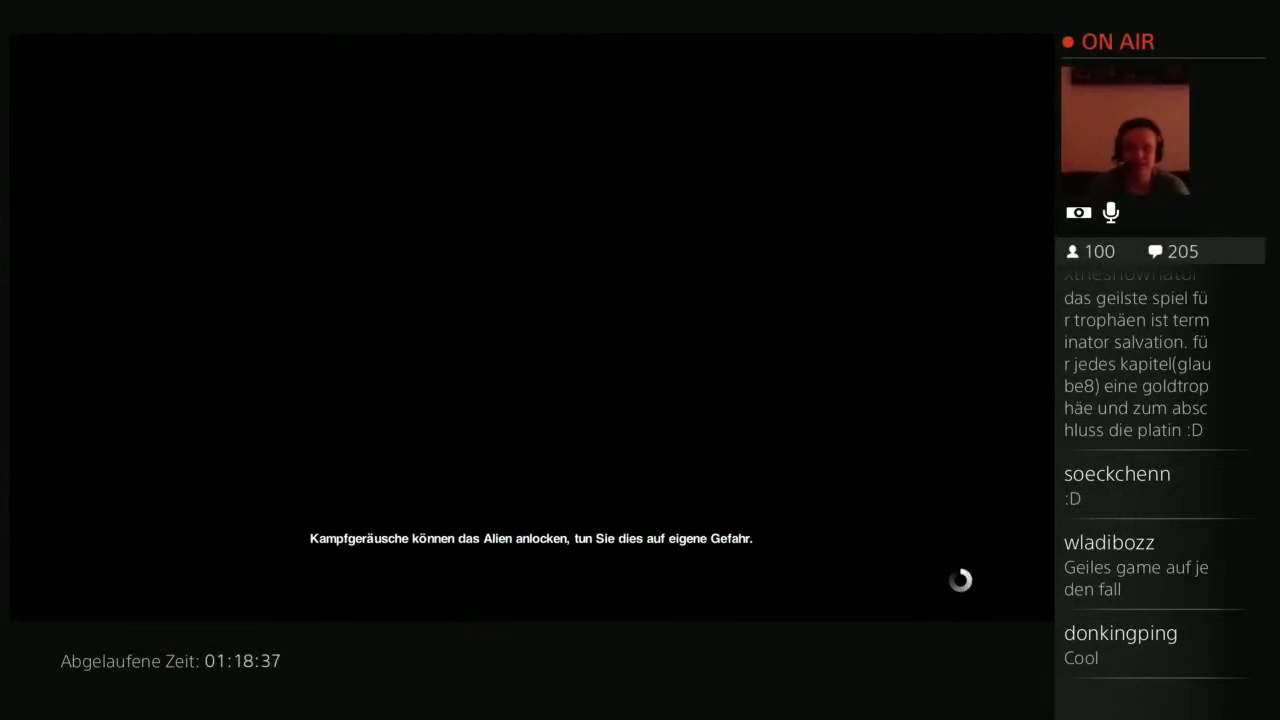 ON AIR
100 205
xtheshownator
das geilste spiel fü
r trophäen ist term
inator salvation. fü
r jedes kapitel(glau
be8) eine goldtrop
häe und zum absc
hluss die platin :D
soeckchenn
:D
wladibozz
Geiles game auf je
den fall
donkingping
Cool
Kampfgeräusche können das Alien anlocken, tun Sie dies auf eigene Gefahr.
Abgelaufene Zeit: 01:18:37